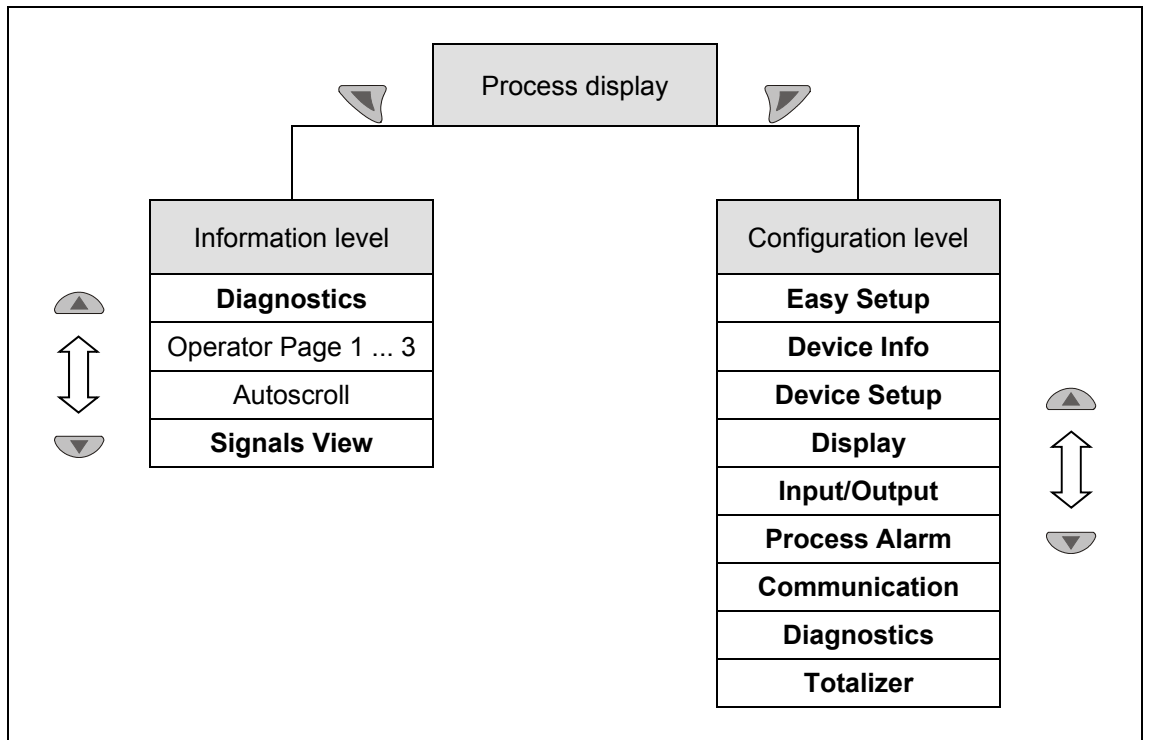 Process display
Information level
Diagnostics
Operator Page 1 ... 3
Autoscroll
Signals View
Configuration level
Easy Setup
Device Info
Device Setup
Display
Input/Output
Process Alarm
Communication
Diagnostics
Totalizer